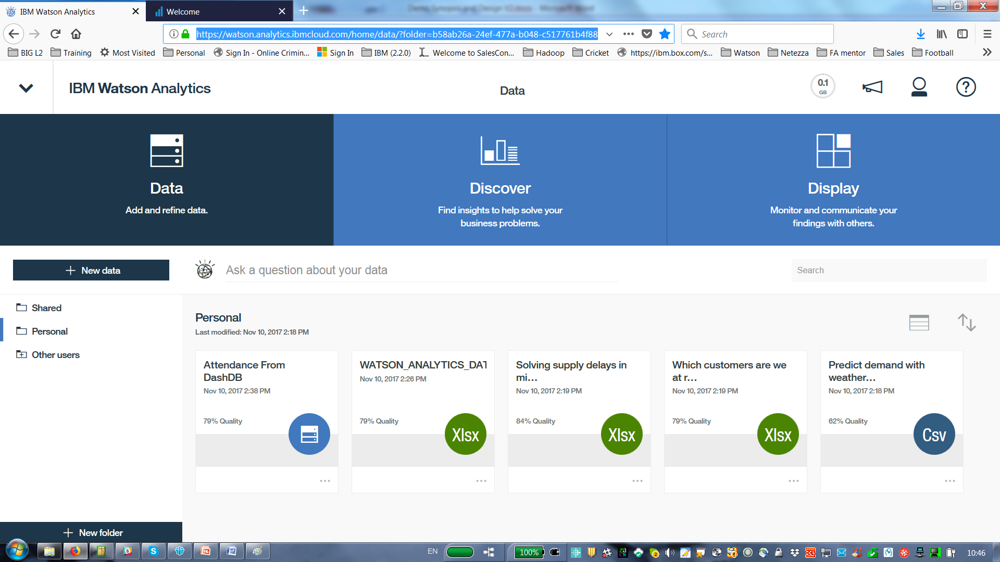 IBM Watson Analytics
Welcome
https://watson.analytics.ibmcloud.com/home/data/?folder=b58ab26a-24ef-477a-b048-c517761b4f88
Search
BIG L2
Training
Most Visited
Personal
Sign In - Online Crimin...
Sign In
IBM (2.2.0)
Welcome to SalesCon...
Hadoop
Cricket
https://ibm.box.com/s...
Watson
Netezza
FA mentor
Sales
Football
IBM Watson Analytics
Data
0.1
GB
?
Data
Add and refine data.
Discover
Find insights to help solve your
business problems.
Display
Monitor and communicate your
findings with others.
New data
Ask a question about your data
Search
Shared
Personal
Other users
New folder
Personal
Last modified: Nov 10, 2017 2:18 PM
Attendance From
DashDB
Nov 10, 2017 2:38 PM
79% Quality
WATSON_ANALYTICS_DAT
Nov 10, 2017 2:26 PM
79% Quality
Xlsx
Solving supply delays in
mi...
Nov 10, 2017 2:19 PM
84% Quality
Xlsx
Which customers are we
at r...
Nov 10, 2017 2:19 PM
79% Quality
Xlsx
Predict demand with
weather...
Nov 10, 2017 2:18 PM
62% Quality
Csv
EN
100%
10:46